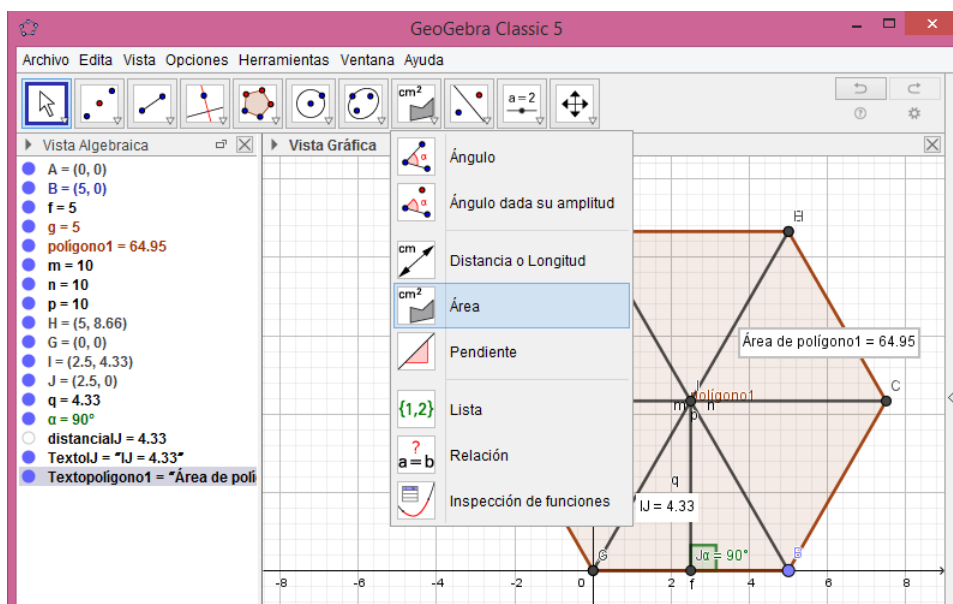 GeoGebra Classic 5
Archivo Edita Vista Opciones Herramientas Ventana Ayuda
cm²
a=2
Vista Algebraica
Vista Gráfica
A = (0, 0)
B = (5, 0)
f = 5
g = 5
polígono1 = 64.95
m = 10
n = 10
p = 10
H = (5, 8.66)
G = (0, 0)
I = (2.5, 4.33)
J = (2.5, 0)
q = 4.33
α = 90°
distanciaIJ = 4.33
TextoIJ = "IJ = 4.33"
Textopolígono1 = "Área de polí
α Ángulo
α Ángulo dada su amplitud
cm Distancia o Longitud
cm² Área
Pendiente
{1,2} Lista
? a=b Relación
Inspección de funciones
H
Área de polígono1 = 64.95
C
I
polígono1
m n
p
q
IJ = 4.33
G
Jα = 90°
B
f
-8 -4 -2 0 2 4 6 8